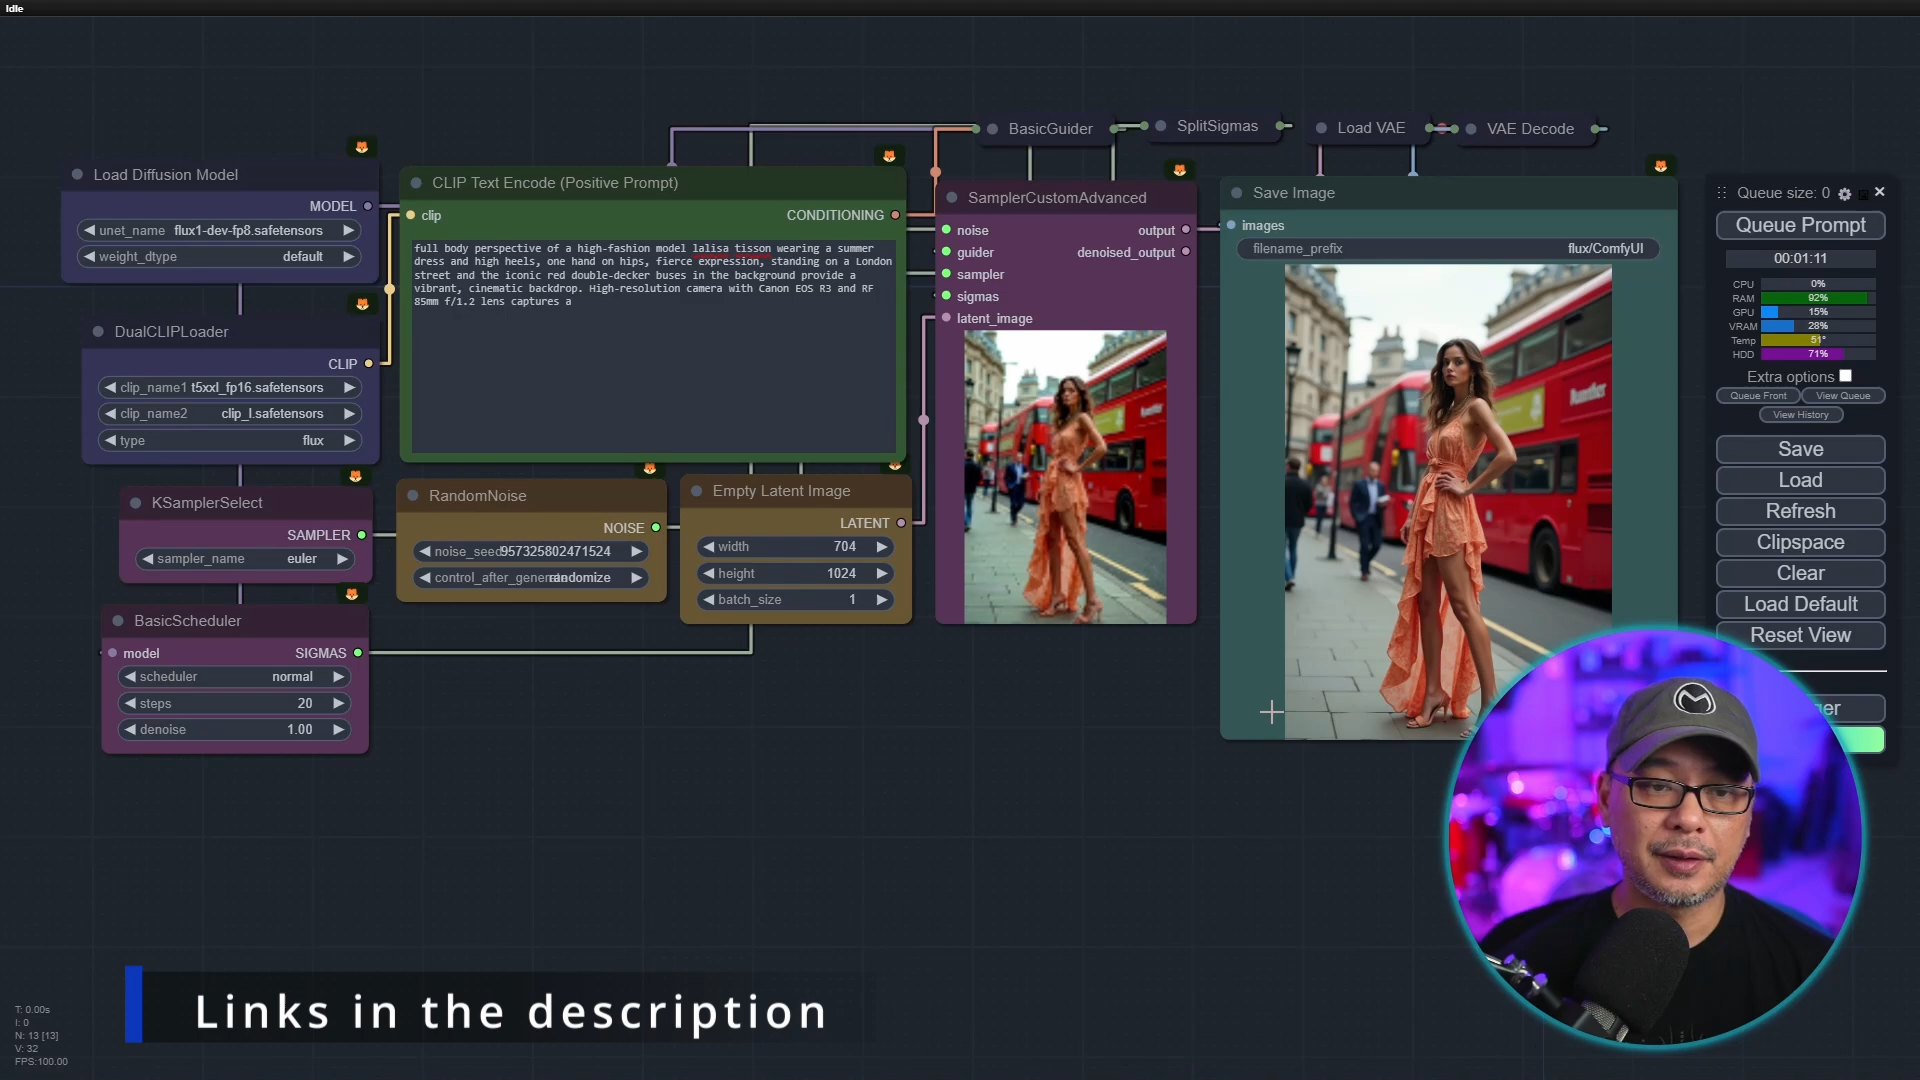 Idle
BasicGuider
SplitSigmas
Load VAE
VAE Decode
Load Diffusion Model
MODEL
unet_name flux1-dev-fp8.safetensors
weight_dtype default
CLIP Text Encode (Positive Prompt)
clip CONDITIONING
full body perspective of a high-fashion model lalisa tisson wearing a summer
dress and high heels, one hand on hips, fierce expression, standing on a London
street and the iconic red double-decker buses in the background provide a
vibrant, cinematic backdrop. High-resolution camera with Canon EOS R3 and RF
85mm f/1.2 lens captures a
DualCLIPLoader
CLIP
clip_name1 t5xxl_fp16.safetensors
clip_name2 clip_l.safetensors
type flux
KSamplerSelect
SAMPLER
sampler_name euler
RandomNoise
NOISE
noise_seed 957325802471524
control_after_generate randomize
Empty Latent Image
LATENT
width 704
height 1024
batch_size 1
BasicScheduler
model SIGMAS
scheduler normal
steps 20
denoise 1.00
SamplerCustomAdvanced
noise output
guider denoised_output
sampler
sigmas
latent_image
Save Image
images
filename_prefix flux/ComfyUI
Queue size: 0
Queue Prompt
00:01:11
CPU 0%
RAM 92%
GPU 15%
VRAM 28%
Temp 51°
HDD 71%
Extra options
Queue Front View Queue
View History
Save
Load
Refresh
Clipspace
Clear
Load Default
Reset View
ger
Links in the description
T: 0.00s
I: 0
N: 13 [13]
V: 32
FPS:100.00